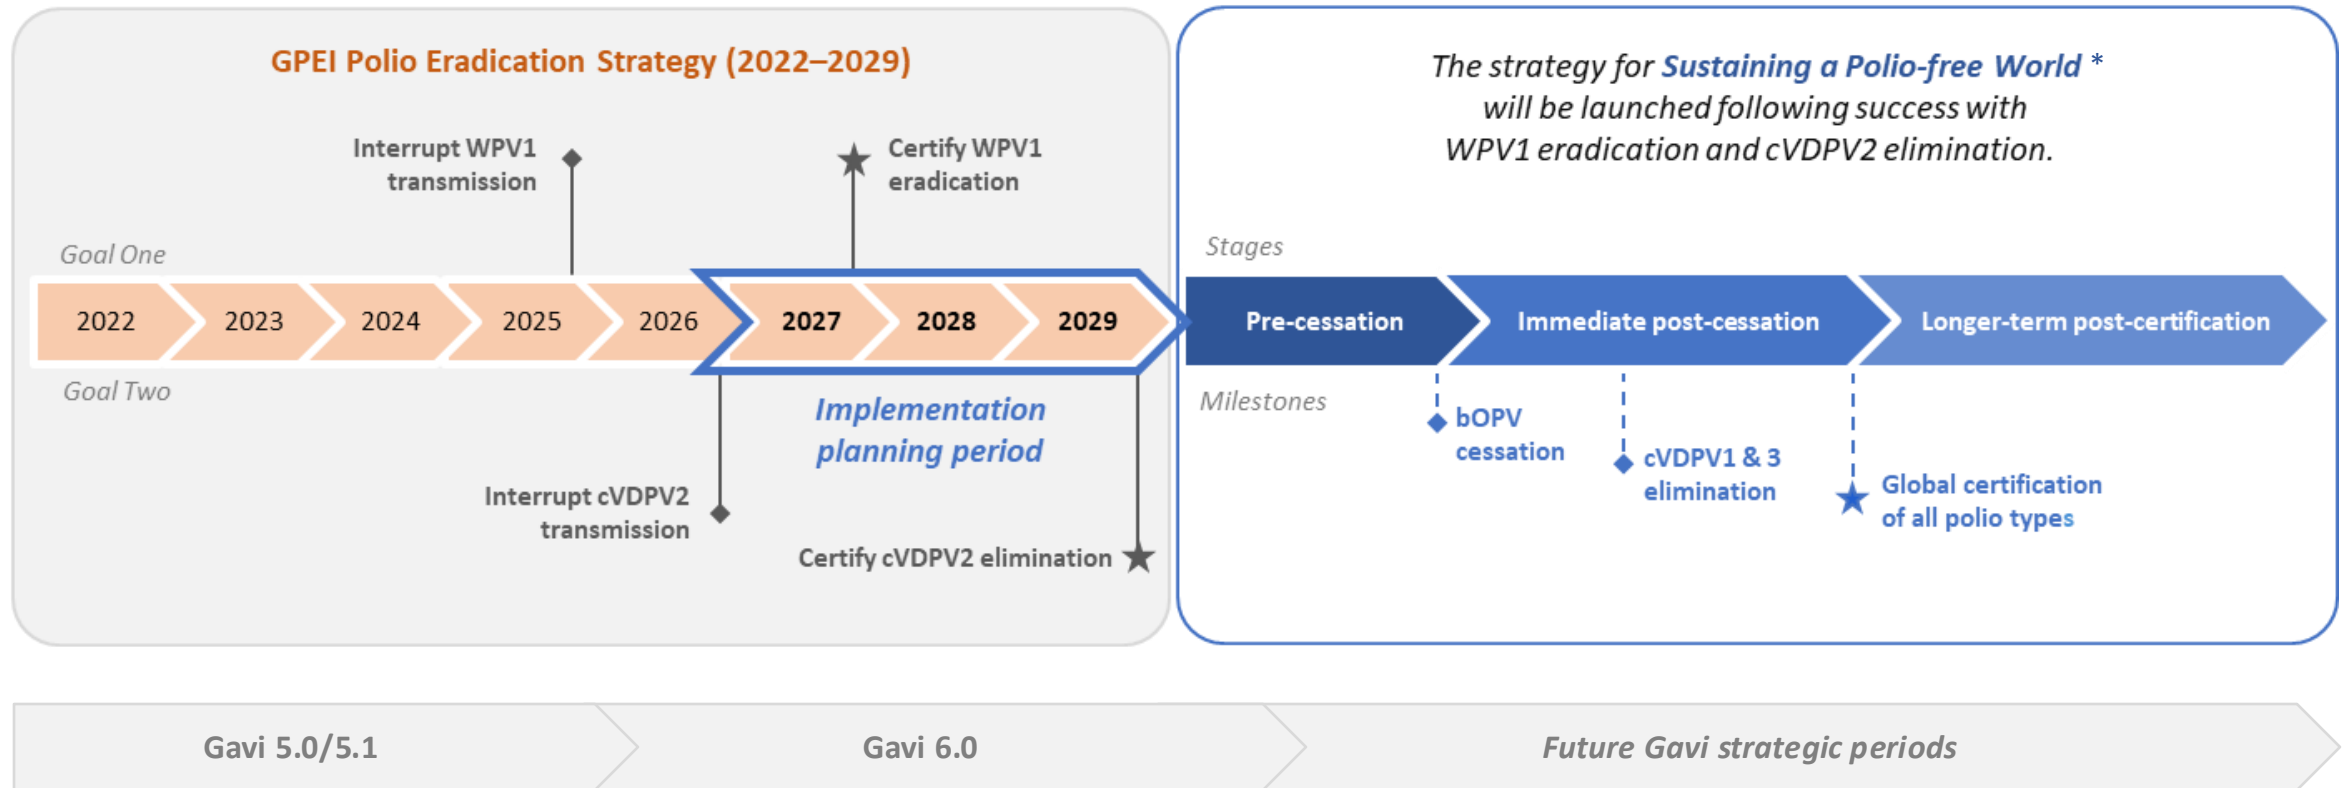 GPEI Polio Eradication Strategy (2022–2029)
Interrupt WPV1
transmission
Certify WPV1
eradication
Goal One
2022
2023
2024
2025
2026
2027
2028
2029
Goal Two
Implementation
planning period
Interrupt cVDPV2
transmission
Certify cVDPV2 elimination
The strategy for Sustaining a Polio-free World *
will be launched following success with
WPV1 eradication and cVDPV2 elimination.
Stages
Pre-cessation
Immediate post-cessation
Longer-term post-certification
Milestones
bOPV
cessation
cVDPV1 & 3
elimination
Global certification
of all polio types
Gavi 5.0/5.1
Gavi 6.0
Future Gavi strategic periods